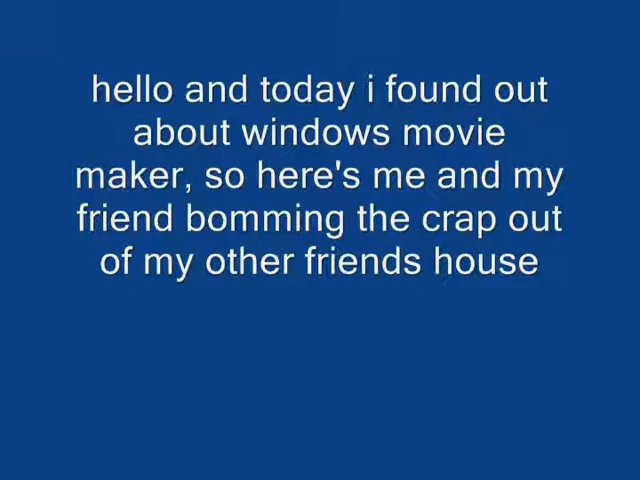 hello and today i found out
about windows movie
maker, so here's me and my
friend bomming the crap out
of my other friends house